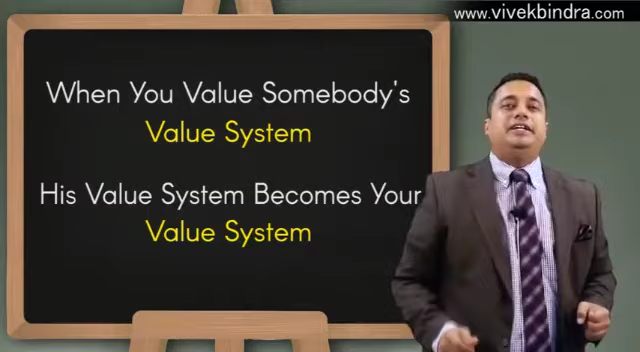 www.vivekbindra.com
When You Value Somebody's
Value System
His Value System Becomes Your
Value System